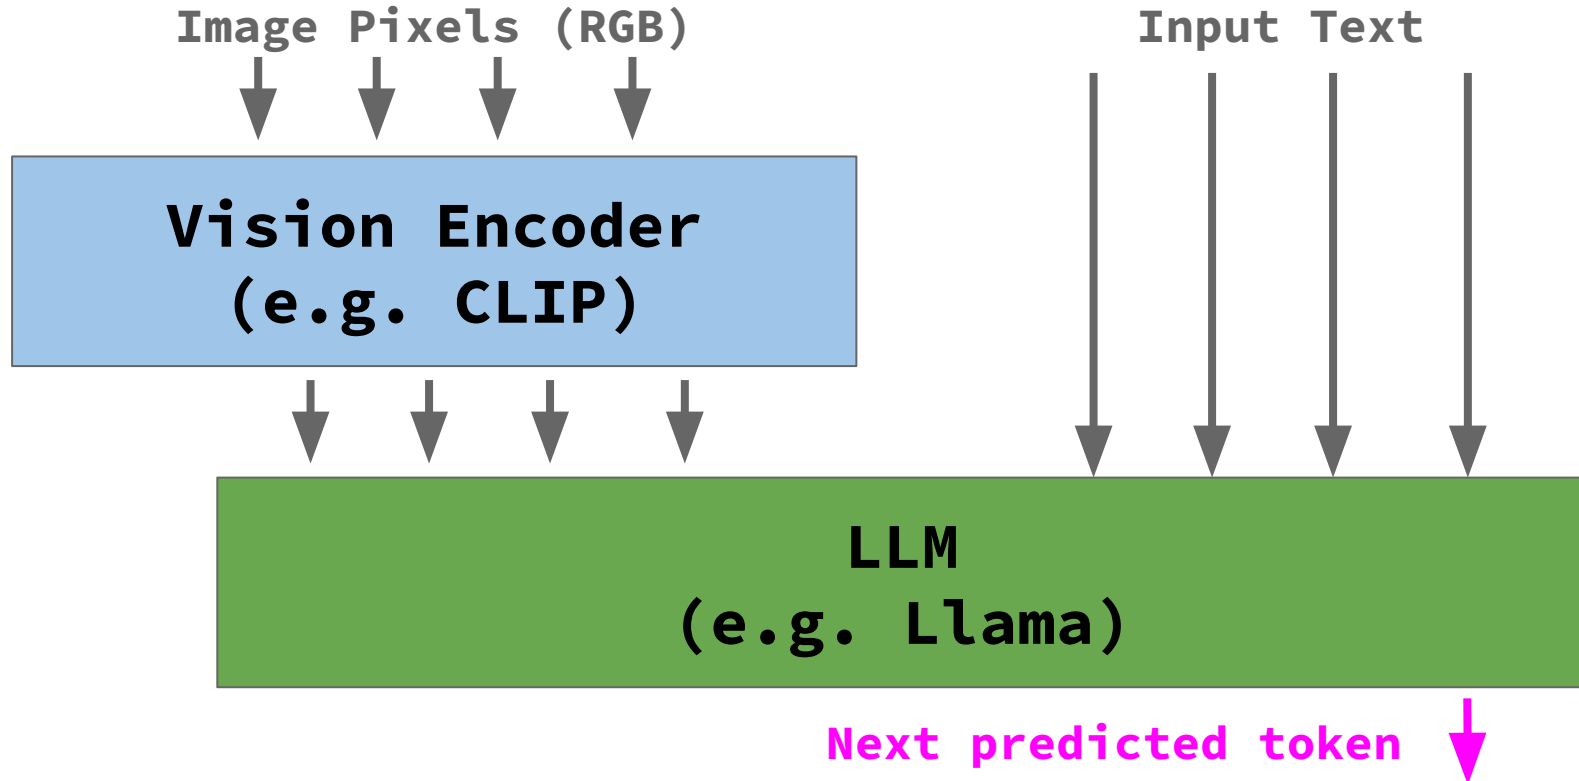 Image Pixels (RGB)
Input Text
Vision Encoder
(e.g. CLIP)
LLM
(e.g. Llama)
Next predicted token